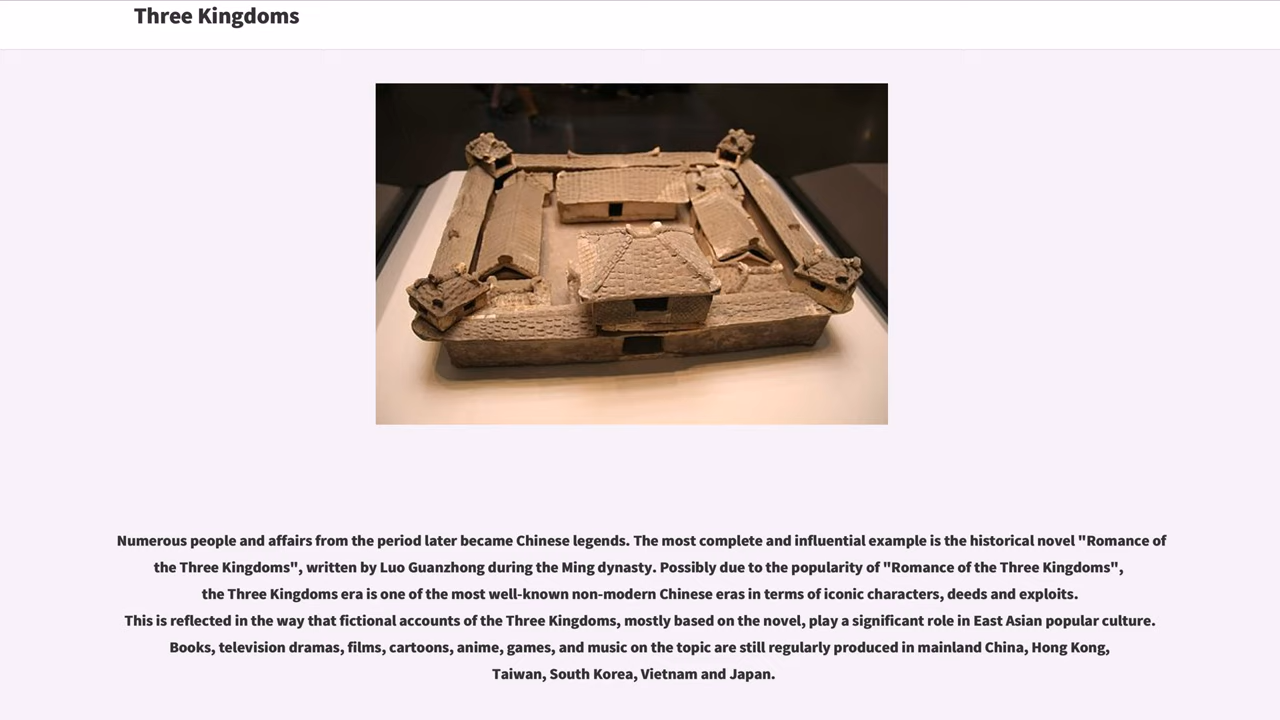 Three Kingdoms
Numerous people and affairs from the period later became Chinese legends. The most complete and influential example is the historical novel "Romance of
the Three Kingdoms", written by Luo Guanzhong during the Ming dynasty. Possibly due to the popularity of "Romance of the Three Kingdoms",
the Three Kingdoms era is one of the most well-known non-modern Chinese eras in terms of iconic characters, deeds and exploits.
This is reflected in the way that fictional accounts of the Three Kingdoms, mostly based on the novel, play a significant role in East Asian popular culture.
Books, television dramas, films, cartoons, anime, games, and music on the topic are still regularly produced in mainland China, Hong Kong,
Taiwan, South Korea, Vietnam and Japan.